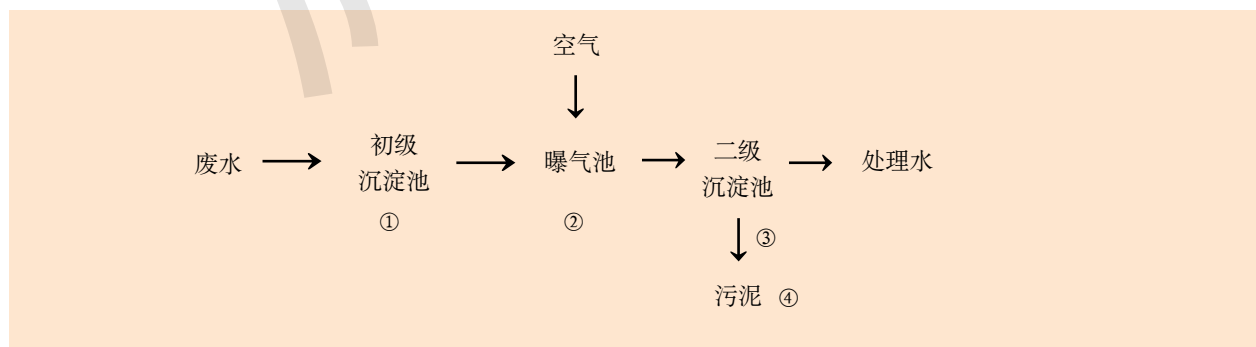 空气
废水
初级
沉淀池
①
曝气池
②
二级
沉淀池
处理水
③
污泥 ④